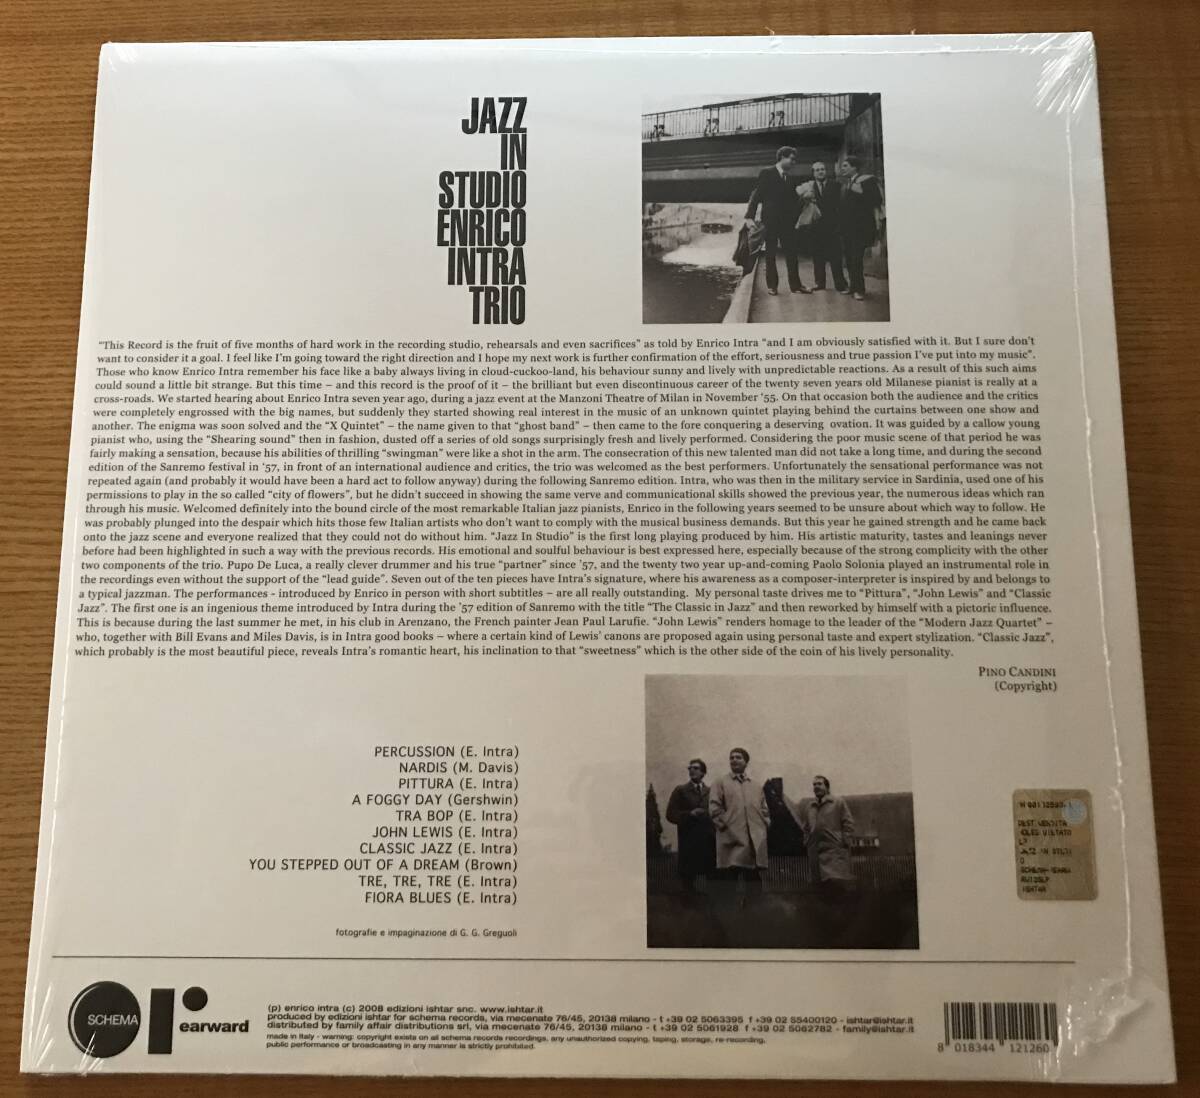 JAZZ
IN
STUDIO
ENRICO
INTRA
TRIO
"This Record is the fruit of five months of hard work in the recording studio, rehearsals and even sacrifices" as told by Enrico Intra "and I am obviously satisfied with it. But I sure don't
want to consider it a goal. I feel like I'm going toward the right direction and I hope my next work is further confirmation of the effort, seriousness and true passion I've put into my music".
Those who know Enrico Intra remember his face like a baby always living in cloud-cuckoo-land, his behaviour sunny and lively with unpredictable reactions. As a result of this such aims
could sound a little bit strange. But this time – and this record is the proof of it – the brilliant but even discontinuous career of the twenty seven years old Milanese pianist is really at a
cross-roads. We started hearing about Enrico Intra seven year ago, during a jazz event at the Manzoni Theatre of Milan in November '55. On that occasion both the audience and the critics
were completely engrossed with the big names, but suddenly they started showing real interest in the music of an unknown quintet playing behind the curtains between one show and
another. The enigma was soon solved and the "X Quintet" – the name given to that "ghost band" – then came to the fore conquering a deserving ovation. It was guided by a callow young
pianist who, using the "Shearing sound" then in fashion, dusted off a series of old songs surprisingly fresh and lively performed. Considering the poor music scene of that period he was
fairly making a sensation, because his abilities of thrilling "swingman" were like a shot in the arm. The consecration of this new talented man did not take a long time, and during the second
edition of the Sanremo festival in '57, in front of an international audience and critics, the trio was welcomed as the best performers. Unfortunately the sensational performance was not
repeated again (and probably it would have been a hard act to follow anyway) during the following Sanremo edition. Intra, who was then in the military service in Sardinia, used one of his
permissions to play in the so called "city of flowers", but he didn't succeed in showing the same verve and communicational skills showed the previous year, the numerous ideas which ran
through his music. Welcomed definitely into the bound circle of the most remarkable Italian jazz pianists, Enrico in the following years seemed to be unsure about which way to follow. He
was probably plunged into the despair which hits those few Italian artists who don't want to comply with the musical business demands. But this year he gained strength and he came back
onto the jazz scene and everyone realized that they could not do without him. "Jazz In Studio" is the first long playing produced by him. His artistic maturity, tastes and leanings never
before had been highlighted in such a way with the previous records. His emotional and soulful behaviour is best expressed here, especially because of the strong complicity with the other
two components of the trio. Pupo De Luca, a really clever drummer and his true "partner" since '57, and the twenty two year up-and-coming Paolo Solonia played an instrumental role in
the recordings even without the support of the "lead guide". Seven out of the ten pieces have Intra's signature, where his awareness as a composer-interpreter is inspired by and belongs to
a typical jazzman. The performances - introduced by Enrico in person with short subtitles – are all really outstanding. My personal taste drives me to "Pittura", "John Lewis" and "Classic
Jazz". The first one is an ingenious theme introduced by Intra during the '57 edition of Sanremo with the title "The Classic in Jazz" and then reworked by himself with a pictoric influence.
This is because during the last summer he met, in his club in Arenzano, the French painter Jean Paul Larufie. "John Lewis" renders homage to the leader of the "Modern Jazz Quartet" –
who, together with Bill Evans and Miles Davis, is in Intra good books – where a certain kind of Lewis' canons are proposed again using personal taste and expert stylization. "Classic Jazz",
which probably is the most beautiful piece, reveals Intra's romantic heart, his inclination to that "sweetness" which is the other side of the coin of his lively personality.
PINO CANDINI
(Copyright)
PERCUSSION (E. Intra)
NARDIS (M. Davis)
PITTURA (E. Intra)
A FOGGY DAY (Gershwin)
TRA BOP (E. Intra)
JOHN LEWIS (E. Intra)
CLASSIC JAZZ (E. Intra)
YOU STEPPED OUT OF A DREAM (Brown)
TRE, TRE, TRE (E. Intra)
FIORA BLUES (E. Intra)
fotografie e impaginazione di G. G. Greguoli
SCHEMA
earward
(p) enrico intra (c) 2008 edizioni ishtar snc. www.ishtar.it
produced by edizioni ishtar for schema records, via mecenate 76/45, 20138 milano - t +39 02 5063395 f +39 02 55400120 - ishtar@ishtar.it
distributed by family affair distributions srl, via mecenate 76/45, 20138 milano - t +39 02 5061928 f +39 02 5062782 - family@ishtar.it
made in italy - warning: copyright exists on all schema records recordings, any unauthorized copying, taping, storage, re-recording,
public performance or broadcasting in any manner is strictly prohibited.
8 018344 121260